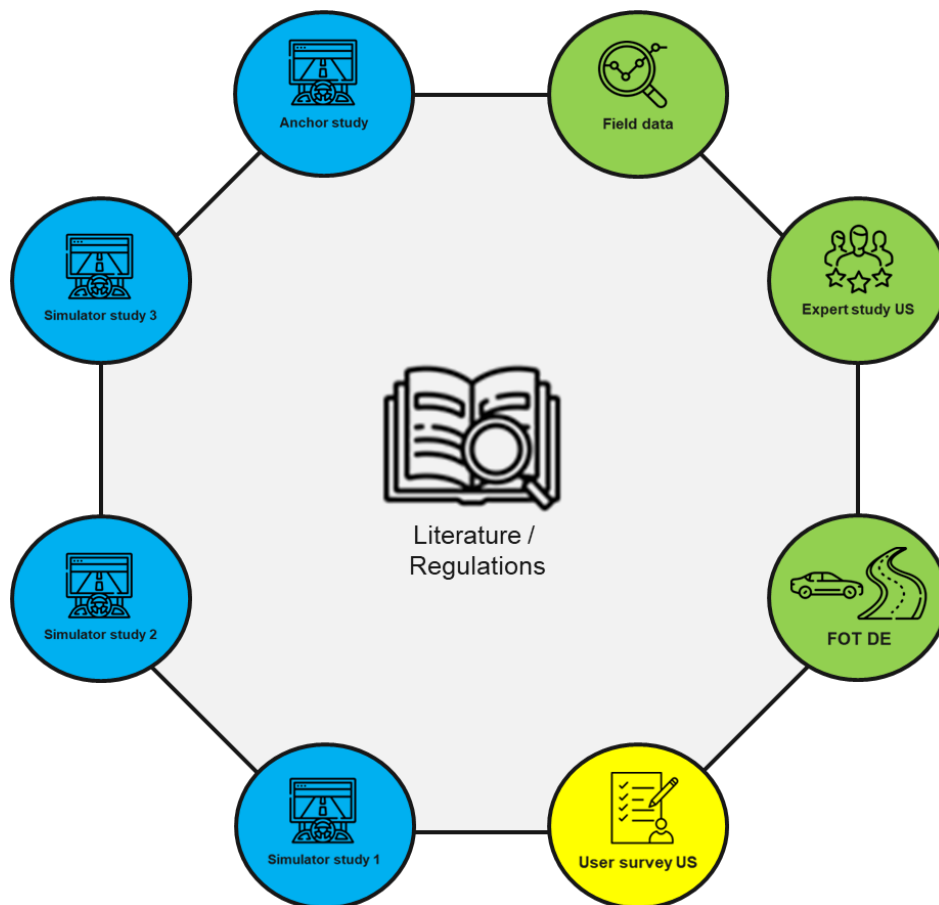 Anchor study
Field data
Simulator study 3
Expert study US
Literature /
Regulations
Simulator study 2
FOT DE
Simulator study 1
User survey US